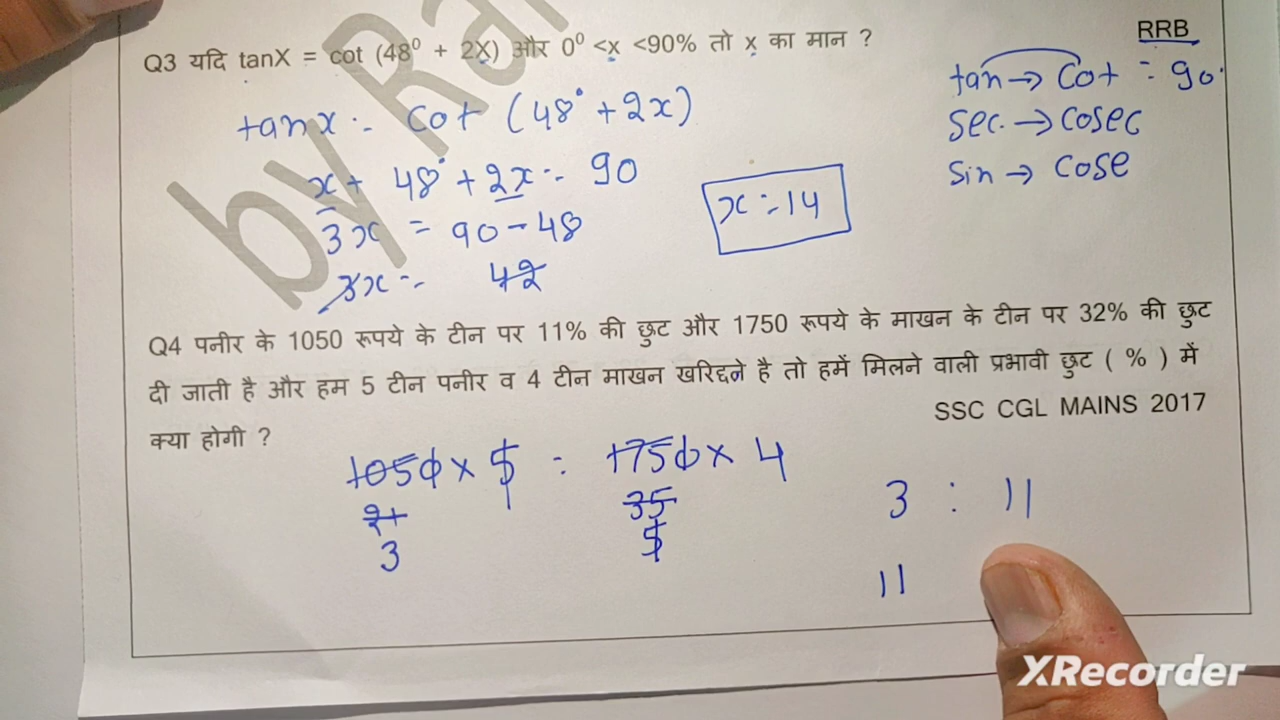 Q3 यदि tanX = cot (48⁰ + 2X) और 0⁰ <x <90% तो x का मान ?
RRB
tan → Cot = 90°
sec. → cosec
sin → cose
tanx = Cot (48° + 2x)
x + 48° + 2x = 90
3x = 90 - 48
3x = 42
x = 14
Q4 पनीर के 1050 रूपये के टीन पर 11% की छुट और 1750 रूपये के माखन के टीन पर 32% की छुट
दी जाती है और हम 5 टीन पनीर व 4 टीन माखन खरिद्दने है तो हमें मिलने वाली प्रभावी छुट ( % ) में
क्या होगी ?
SSC CGL MAINS 2017
1050 x 5 : 1750 x 4
21 35
3 5
3 : 11
11
XRecorder